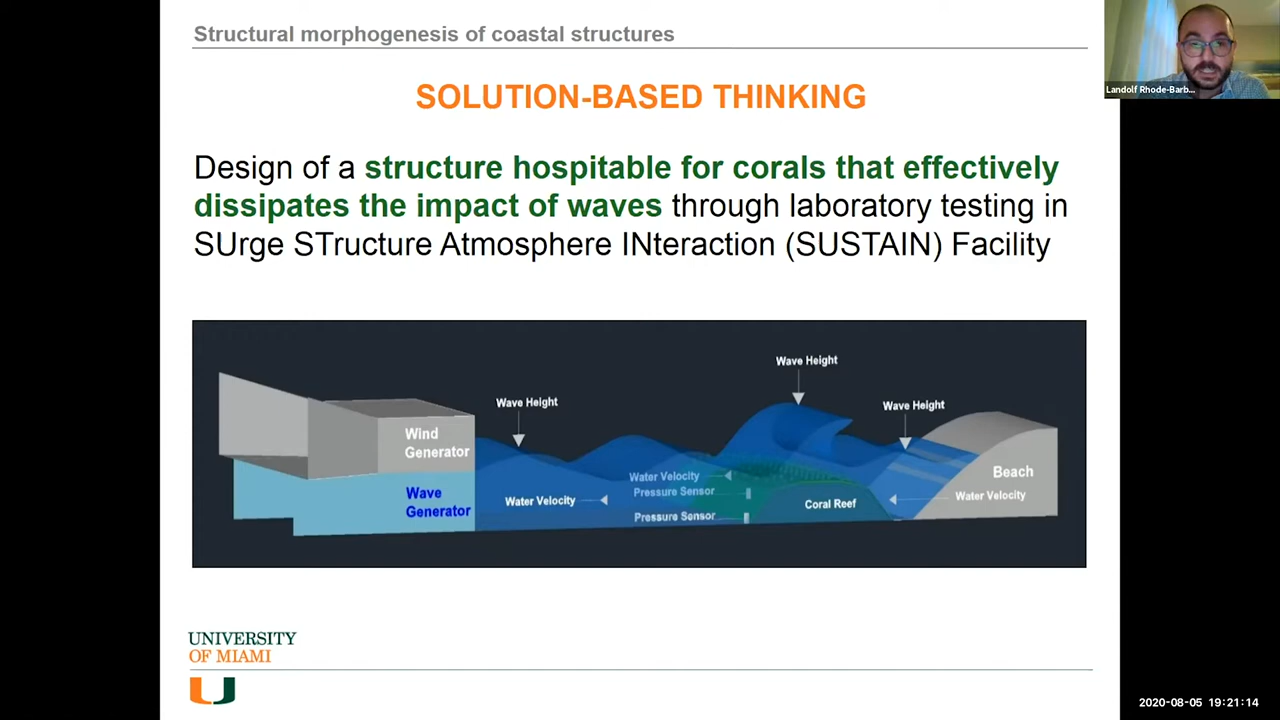 Structural morphogenesis of coastal structures
Landolf Rhode-Barb...
SOLUTION-BASED THINKING
Design of a structure hospitable for corals that effectively
dissipates the impact of waves through laboratory testing in
SUrge STructure Atmosphere INteraction (SUSTAIN) Facility
Wave Height
Wave Height
Wave Height
Wind
Generator
Wave
Generator
Water Velocity
Water Velocity
Pressure Sensor
Pressure Sensor
Coral Reef
Beach
Water Velocity
UNIVERSITY
OF MIAMI
U
2020-08-05 19:21:14